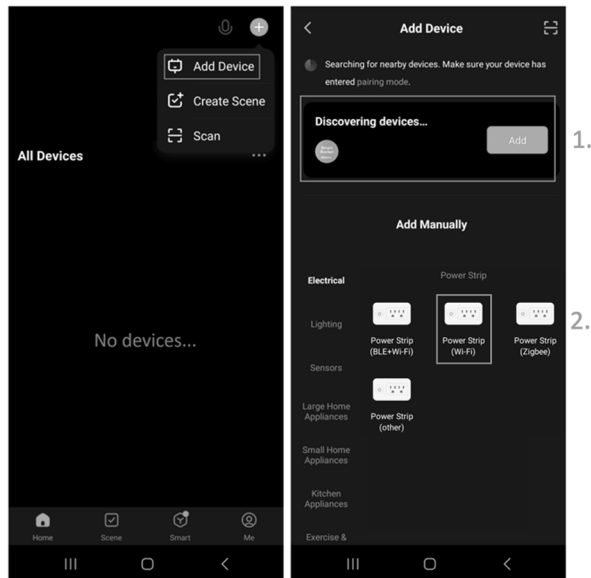 Add Device
Create Scene
Scan
All Devices
No devices...
Home
Scene
Smart
Me
Add Device
Searching for nearby devices. Make sure your device has
entered pairing mode.
Discovering devices...
Add
1.
Add Manually
Electrical
Lighting
Sensors
Large Home
Appliances
Small Home
Appliances
Kitchen
Appliances
Exercise &
Power Strip
Power Strip
(BLE+Wi-Fi)
Power Strip
(Wi-Fi)
Power Strip
(Zigbee)
2.
Power Strip
(other)